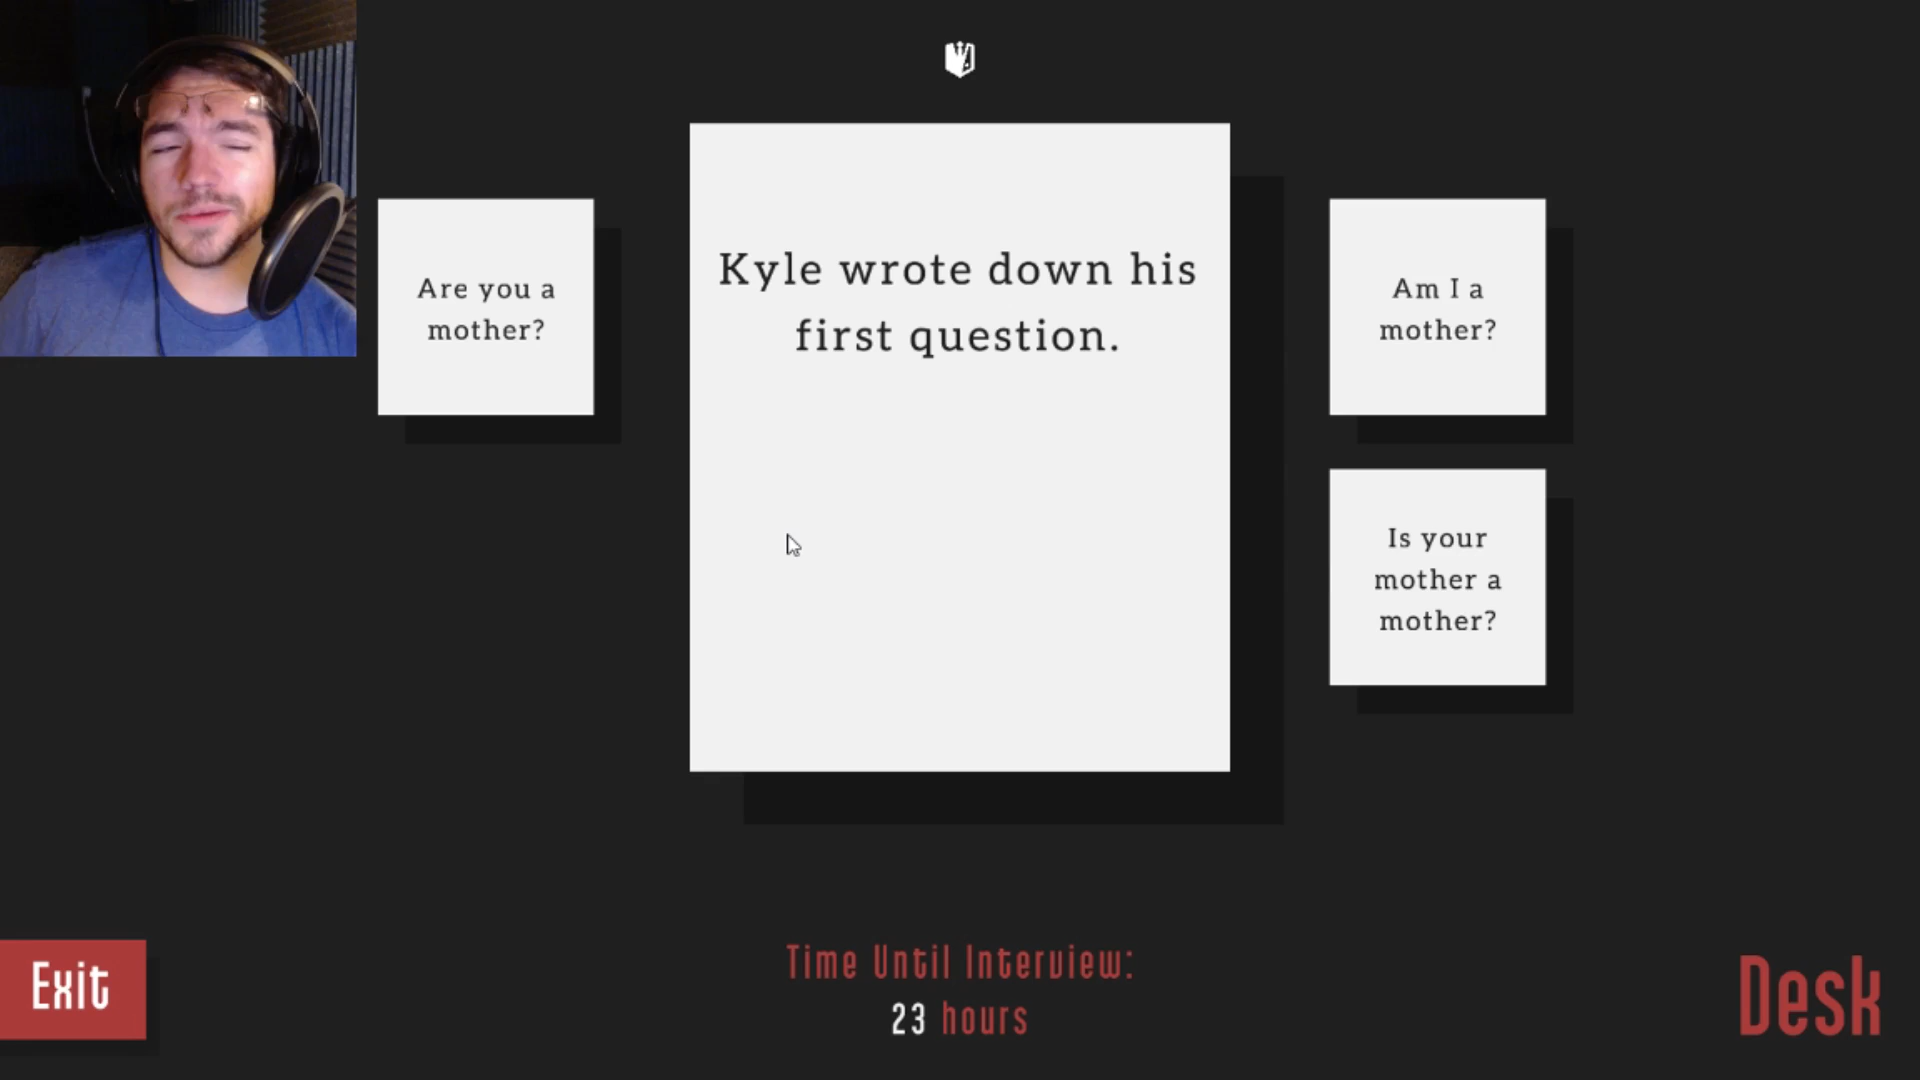 Are you a
mother?
Kyle wrote down his
first question.
Am I a
mother?
Is your
mother a
mother?
Exit
Time Until Interview:
23 hours
Desk